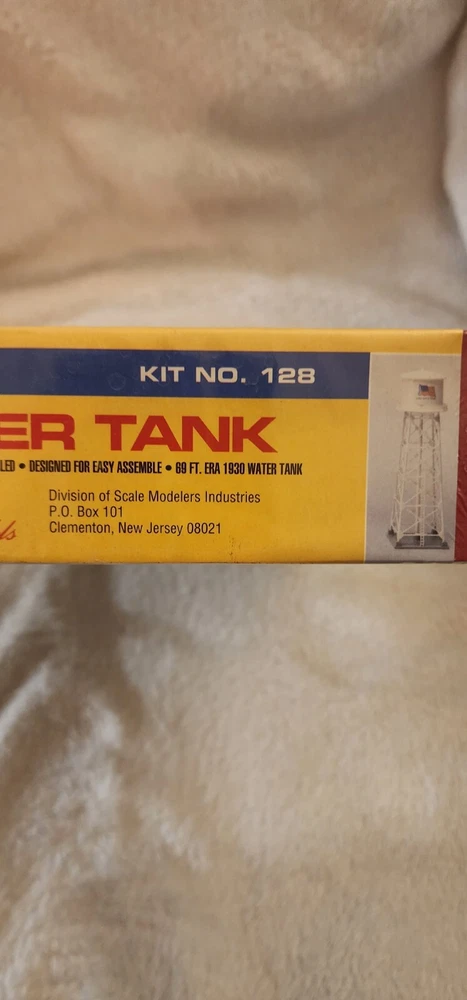 KIT NO. 128
ER TANK
LED • DESIGNED FOR EASY ASSEMBLE • 69 FT. ERA 1930 WATER TANK
Division of Scale Modelers Industries
P.O. Box 101
ls Clementon, New Jersey 08021